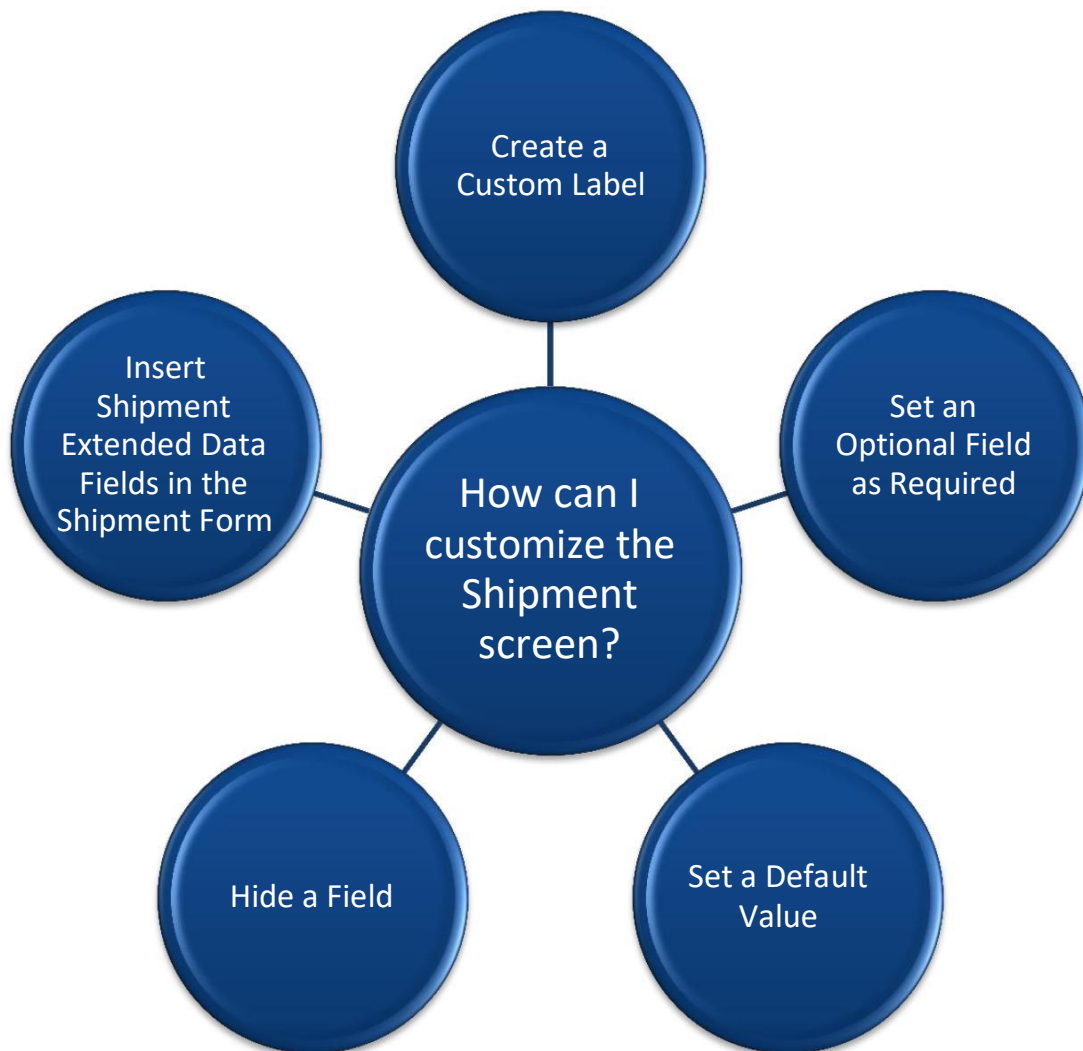 Create a
Custom Label
Insert
Shipment
Extended Data
Fields in the
Shipment Form
Set an
Optional Field
as Required
How can I
customize the
Shipment
screen?
Hide a Field
Set a Default
Value